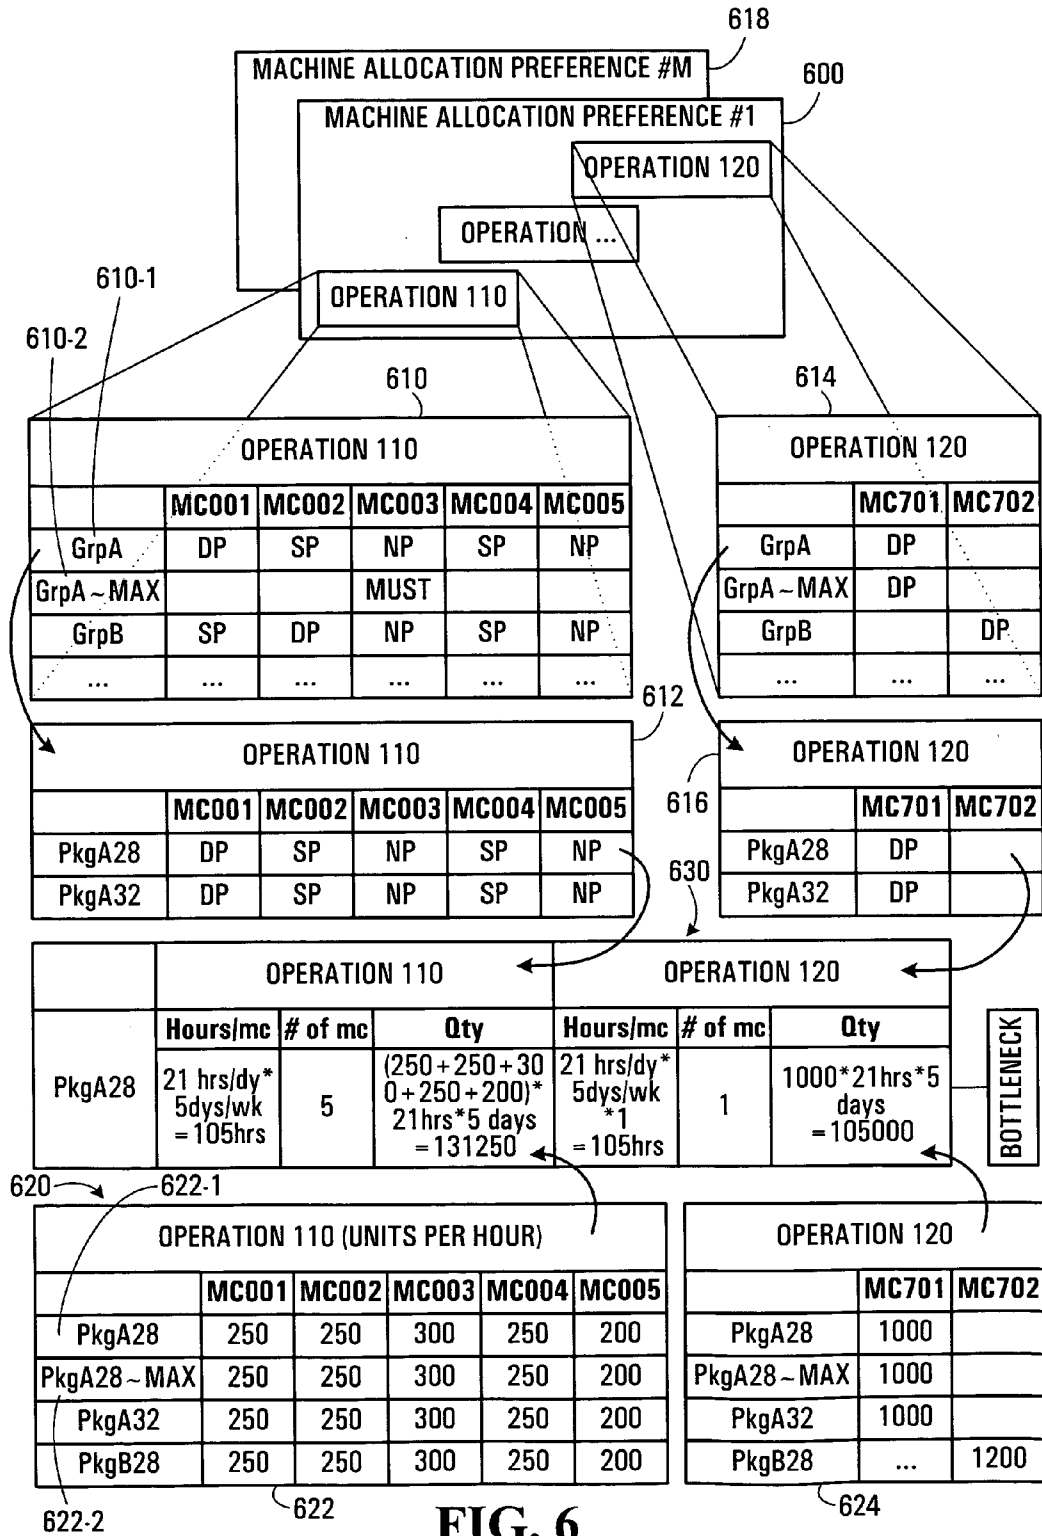 618
MACHINE ALLOCATION PREFERENCE #M
600
MACHINE ALLOCATION PREFERENCE #1
OPERATION 120
OPERATION ...
610-1
OPERATION 110
610-2
610
614
OPERATION 110
MC001 MC002 MC003 MC004 MC005
GrpA DP SP NP SP NP
GrpA~MAX MUST
GrpB SP DP NP SP NP
... ... ... ... ... ...
OPERATION 120
MC701 MC702
GrpA DP
GrpA~MAX DP
GrpB DP
... ... ...
612
OPERATION 110
MC001 MC002 MC003 MC004 MC005
PkgA28 DP SP NP SP NP
PkgA32 DP SP NP SP NP
616
OPERATION 120
MC701 MC702
PkgA28 DP
PkgA32 DP
630
OPERATION 110 OPERATION 120
Hours/mc # of mc Qty Hours/mc # of mc Qty
PkgA28
21 hrs/dy*
5dys/wk
=105hrs
5
(250+250+30
0+250+200)*
21hrs*5 days
=131250
21 hrs/dy*
5dys/wk
*1
=105hrs
1
1000*21hrs*5
days
=105000
BOTTLENECK
620
622-1
OPERATION 110 (UNITS PER HOUR)
MC001 MC002 MC003 MC004 MC005
PkgA28 250 250 300 250 200
PkgA28~MAX 250 250 300 250 200
PkgA32 250 250 300 250 200
PkgB28 250 250 300 250 200
OPERATION 120
MC701 MC702
PkgA28 1000
PkgA28~MAX 1000
PkgA32 1000
PkgB28 ... 1200
622-2
622
624
FIG. 6